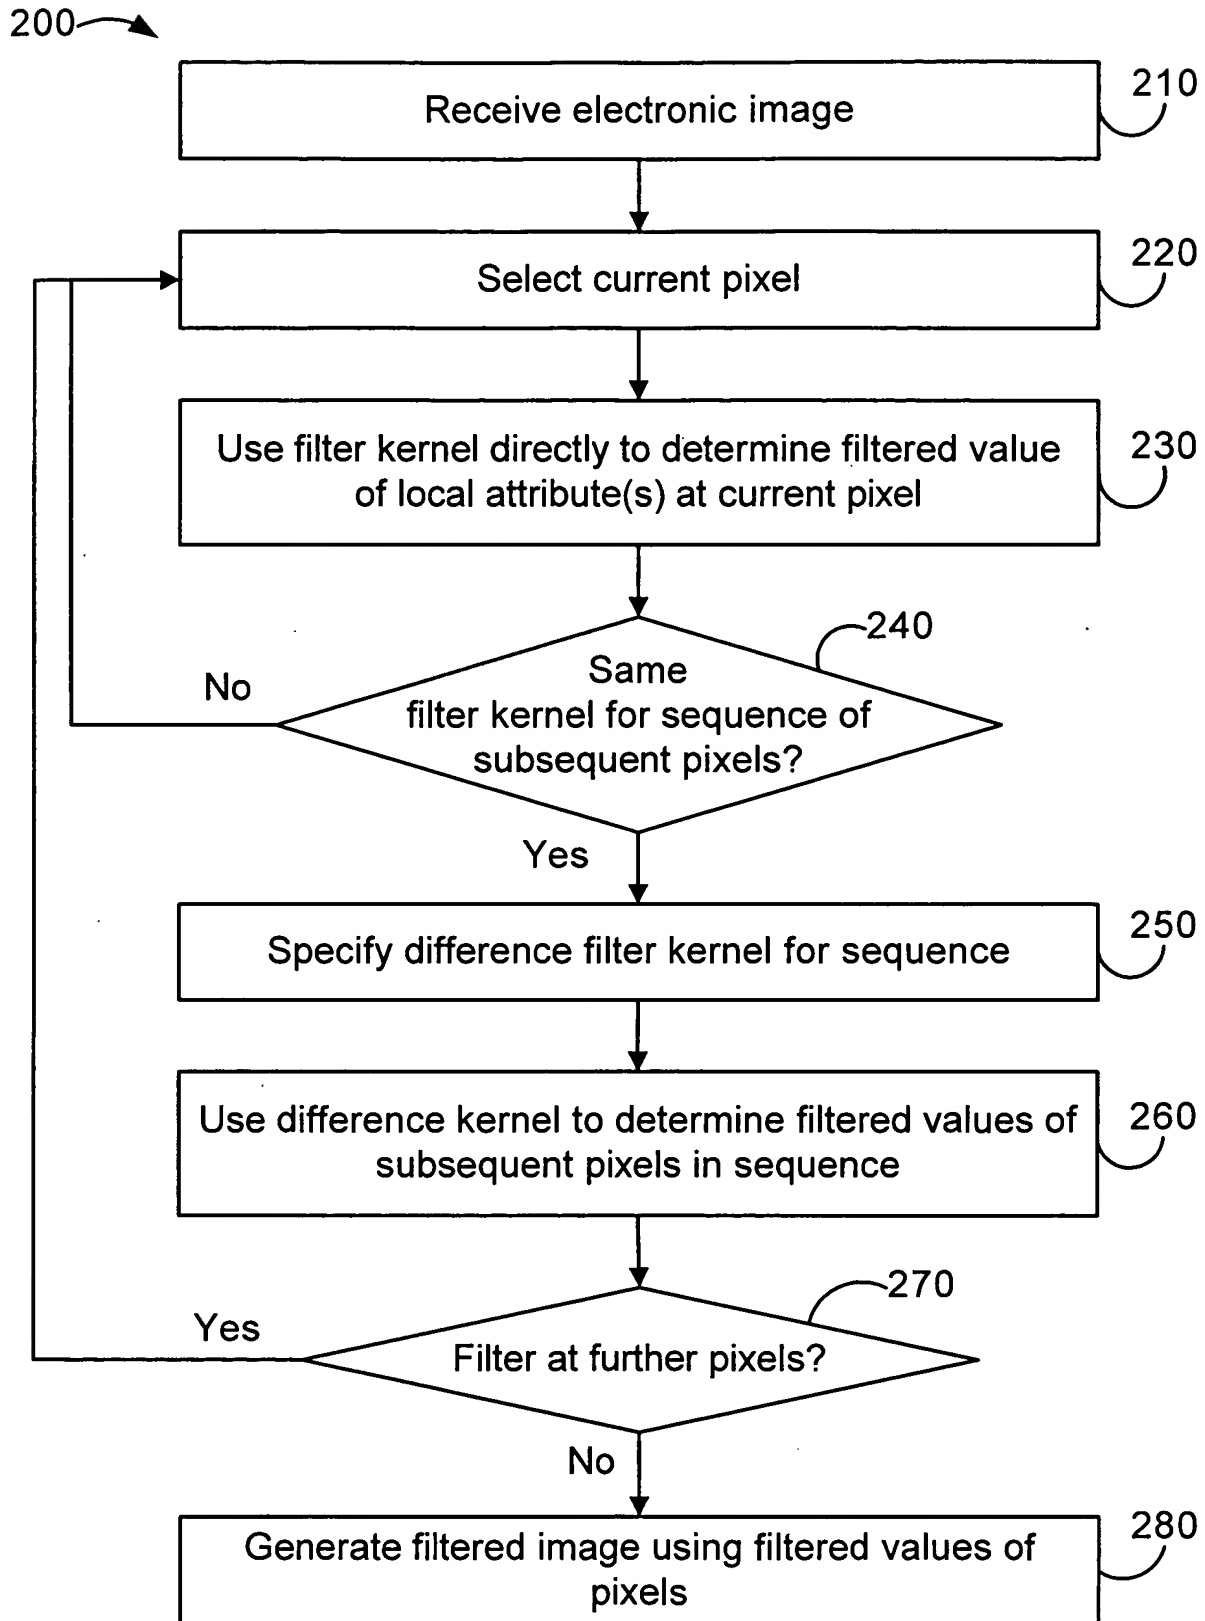 200
Receive electronic image
210
Select current pixel
220
Use filter kernel directly to determine filtered value
of local attribute(s) at current pixel
230
240
Same
filter kernel for sequence of
subsequent pixels?
No
Yes
Specify difference filter kernel for sequence
250
Use difference kernel to determine filtered values of
subsequent pixels in sequence
260
270
Filter at further pixels?
Yes
No
Generate filtered image using filtered values of
pixels
280